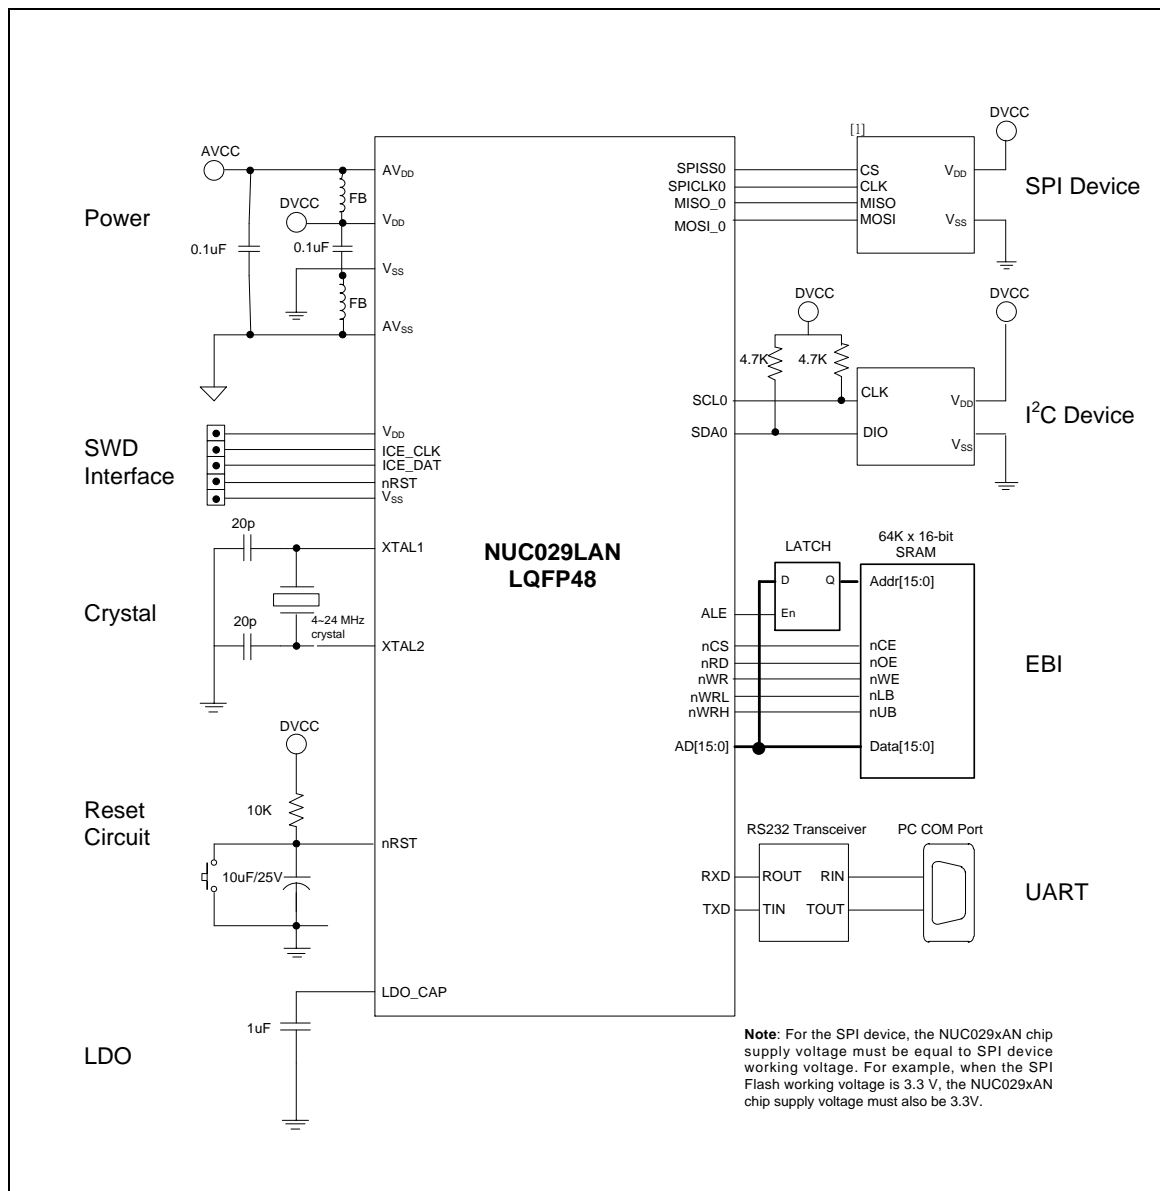 Power
AVCC
AVDD
FB
DVCC
VDD
0.1uF
0.1uF
VSS
FB
AVSS
SWD
Interface
VDD
ICE_CLK
ICE_DAT
nRST
VSS
Crystal
20p
XTAL1
4~24 MHz
crystal
20p
XTAL2
Reset
Circuit
DVCC
10K
nRST
10uF/25V
LDO
LDO_CAP
1uF
NUC029LAN
LQFP48
[1]
DVCC
SPISS0
CS
VDD
SPICLK0
CLK
MISO_0
MISO
MOSI_0
MOSI
VSS
SPI Device
DVCC
DVCC
4.7K
4.7K
SCL0
CLK
VDD
SDA0
DIO
VSS
I2C Device
64K x 16-bit
SRAM
LATCH
D
Q
Addr[15:0]
ALE
En
nCS
nCE
nRD
nOE
nWR
nWE
nWRL
nLB
nWRH
nUB
AD[15:0]
Data[15:0]
EBI
RS232 Transceiver
PC COM Port
RXD
ROUT
RIN
TXD
TIN
TOUT
UART
Note: For the SPI device, the NUC029xAN chip
supply voltage must be equal to SPI device
working voltage. For example, when the SPI
Flash working voltage is 3.3 V, the NUC029xAN
chip supply voltage must also be 3.3V.